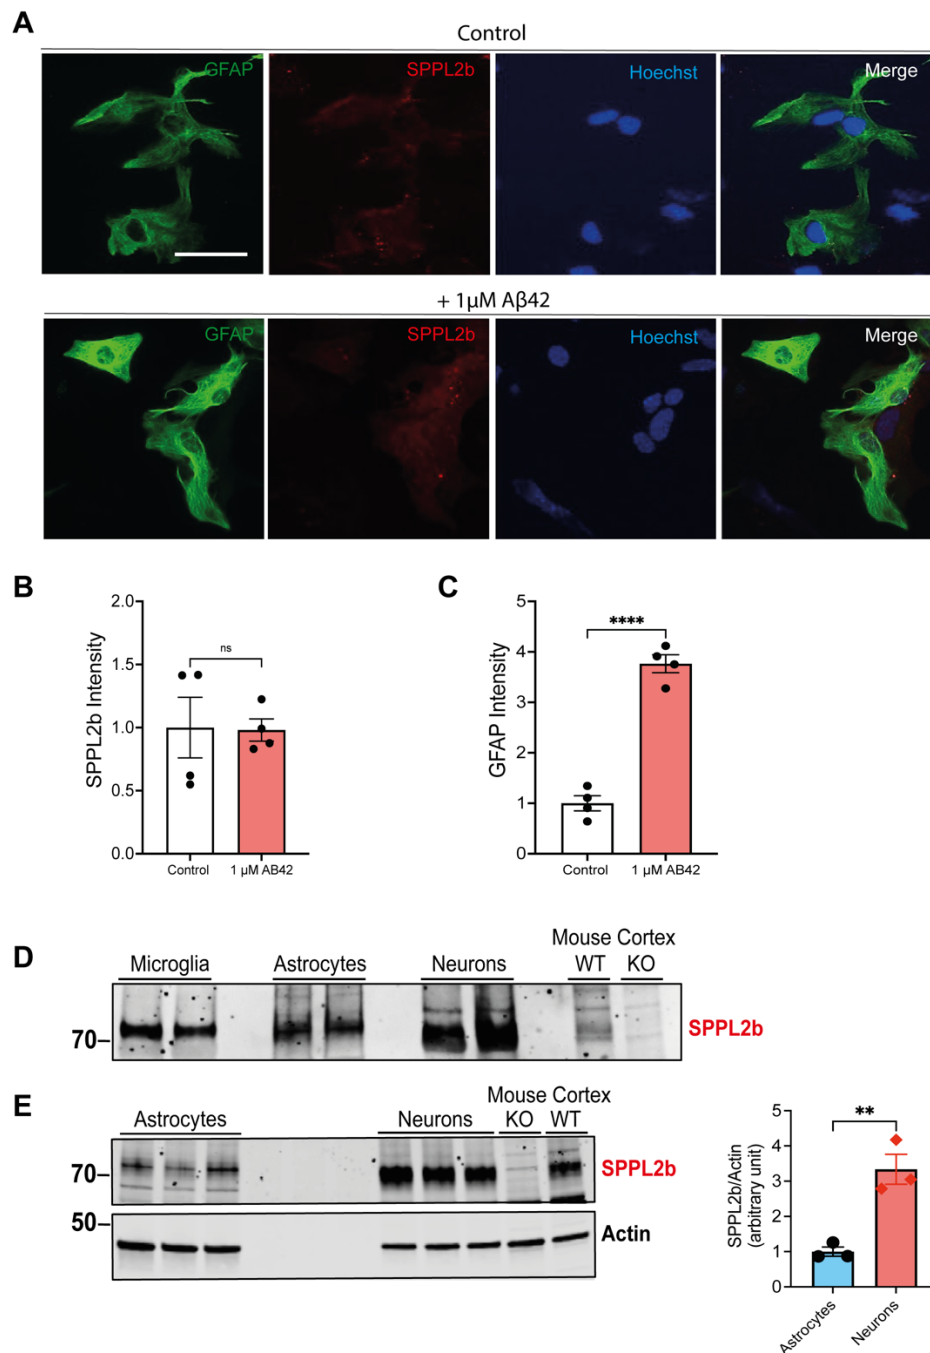 A
Control
GFAP
SPPL2b
Hoechst
Merge
+ 1μM Aβ42
GFAP
SPPL2b
Hoechst
Merge
B
SPPL2b Intensity
2.0
1.5
1.0
0.5
0.0
ns
Control
1 μM AB42
C
GFAP Intensity
5
4
3
2
1
0
****
Control
1 μM AB42
D
Microglia
Astrocytes
Neurons
Mouse Cortex
WT
KO
70
SPPL2b
E
Astrocytes
Neurons
Mouse Cortex
KO
WT
70
SPPL2b
50
Actin
SPPL2b/Actin
(arbitrary unit)
5
4
3
2
1
0
**
Astrocytes
Neurons